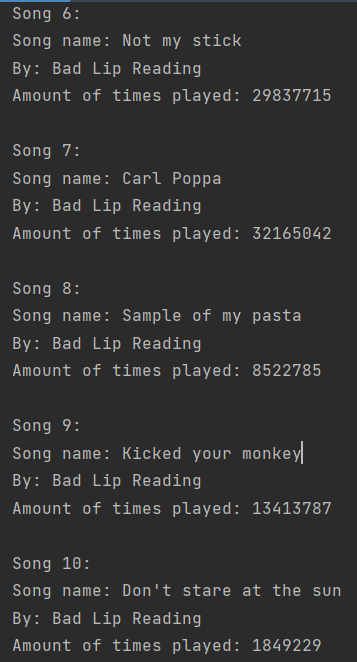 Song 6:
Song name: Not my stick
By: Bad Lip Reading
Amount of times played: 29837715
Song 7:
Song name: Carl Poppa
By: Bad Lip Reading
Amount of times played: 32165042
Song 8:
Song name: Sample of my pasta
By: Bad Lip Reading
Amount of times played: 8522785
Song 9:
Song name: Kicked your monkey
By: Bad Lip Reading
Amount of times played: 13413787
Song 10:
Song name: Don't stare at the sun
By: Bad Lip Reading
Amount of times played: 1849229